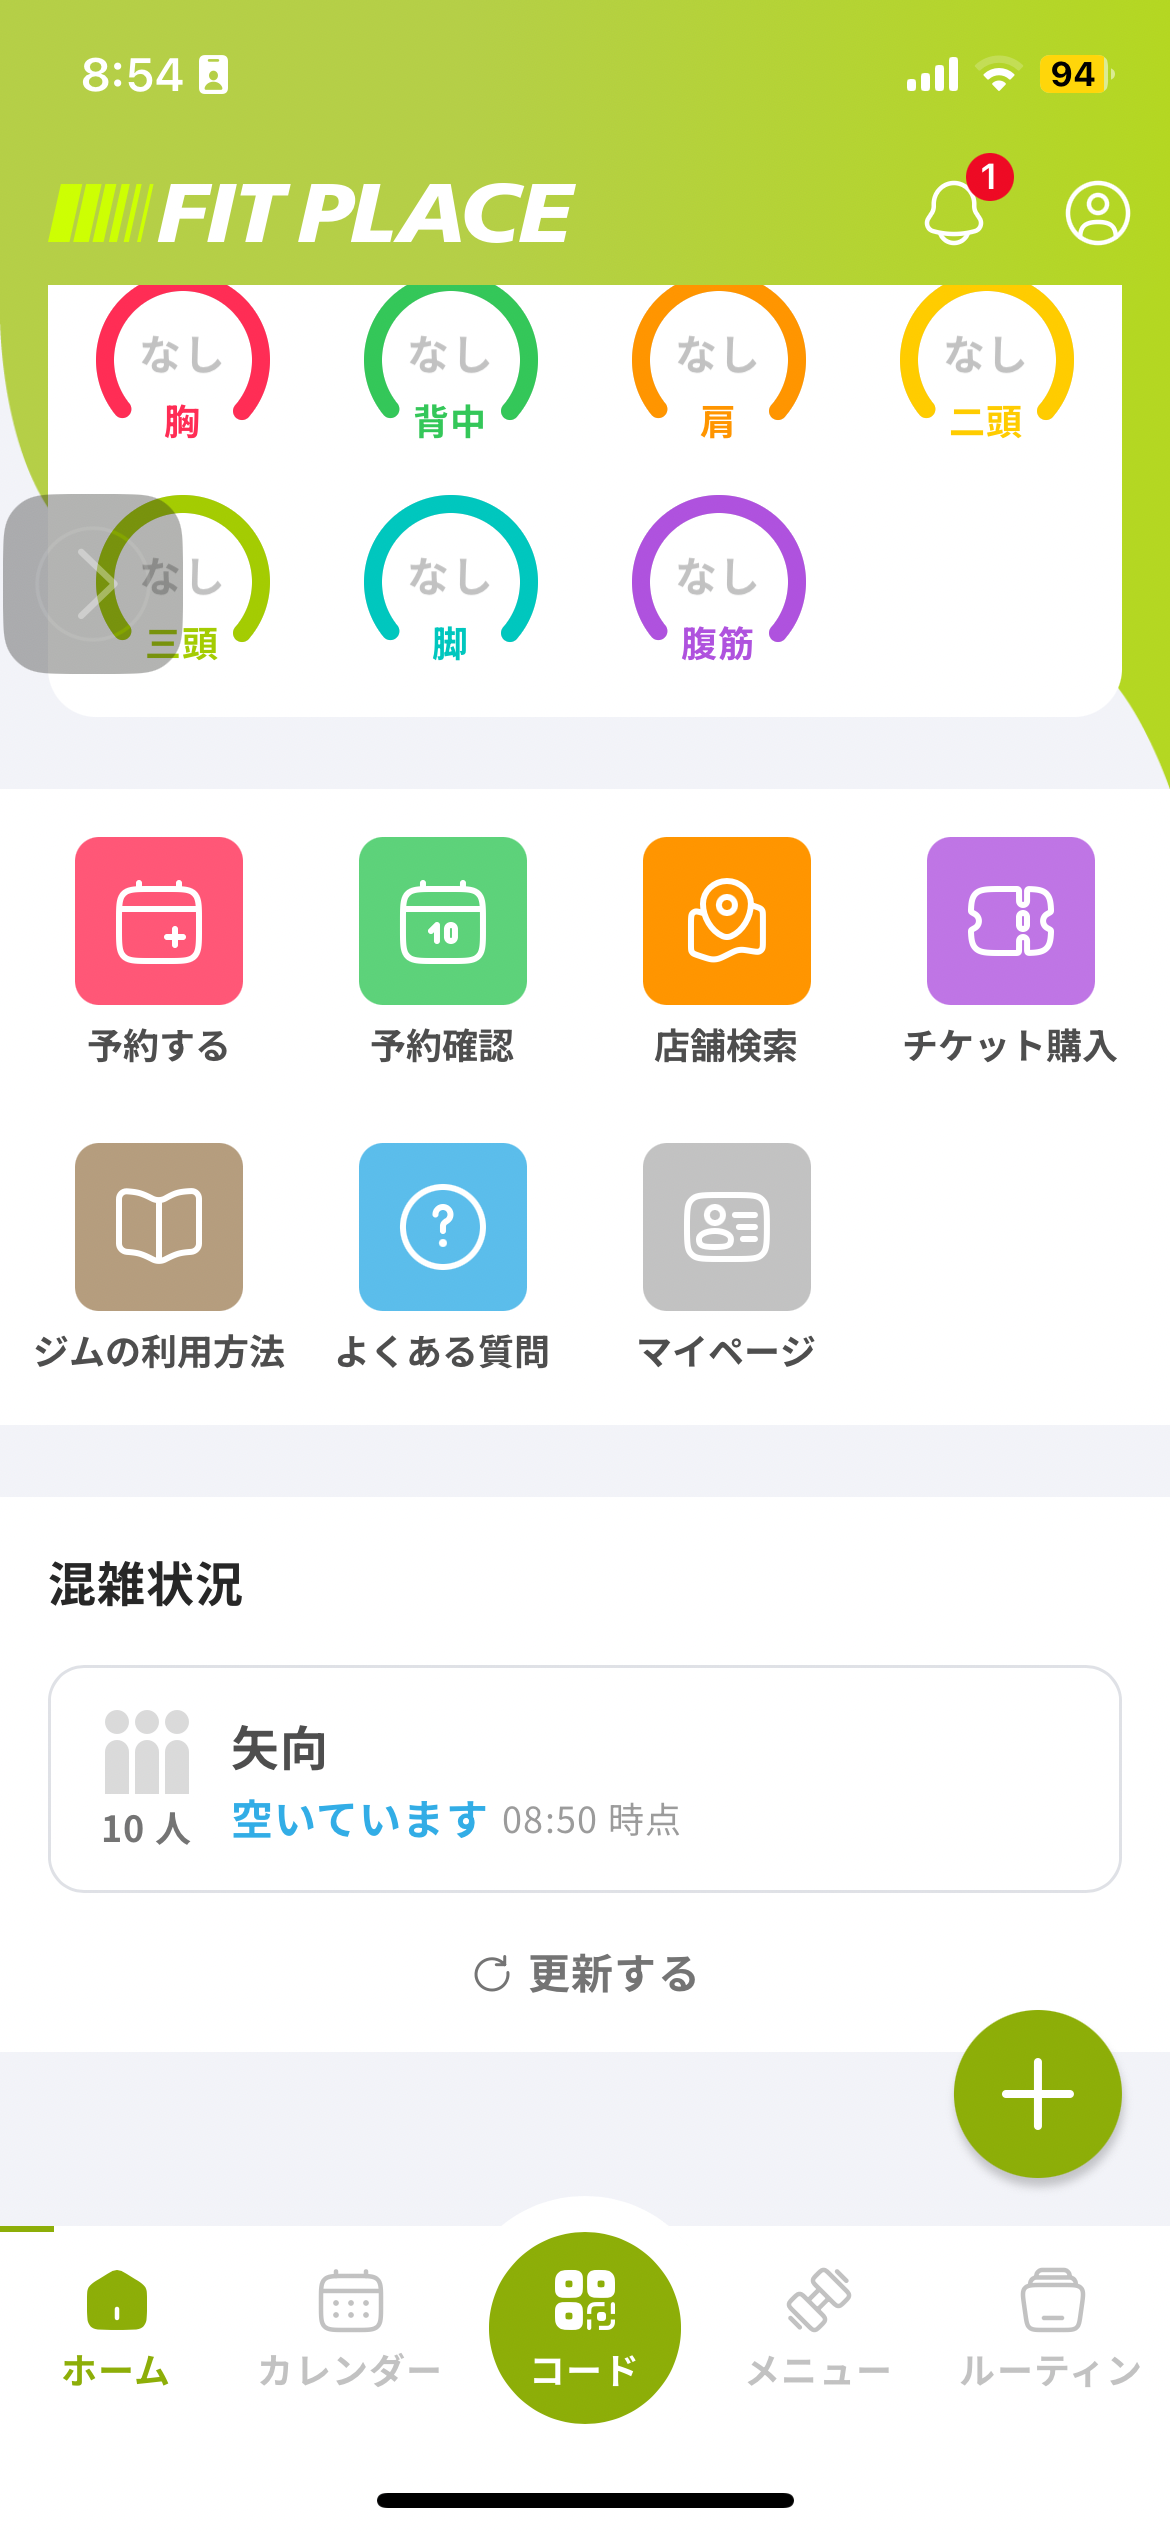 8:54
94
FIT PLACE
1
なし なし なし なし
胸 背中 肩 二頭
なし なし なし
三頭 脚 腹筋
10
予約する 予約確認 店舗検索 チケット購入
?
ジムの利用方法 よくある質問 マイページ
混雑状況
矢向
10 人 空いています 08:50 時点
更新する
ホーム カレンダー コード メニュー ルーティン